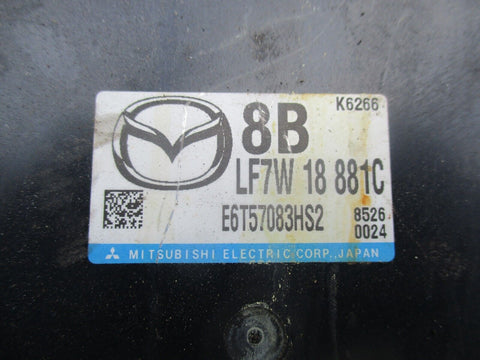 K6266
8B
LF7W 18 881C
E6T57083HS2
8526
0024
MITSUBISHI ELECTRIC CORP., JAPAN